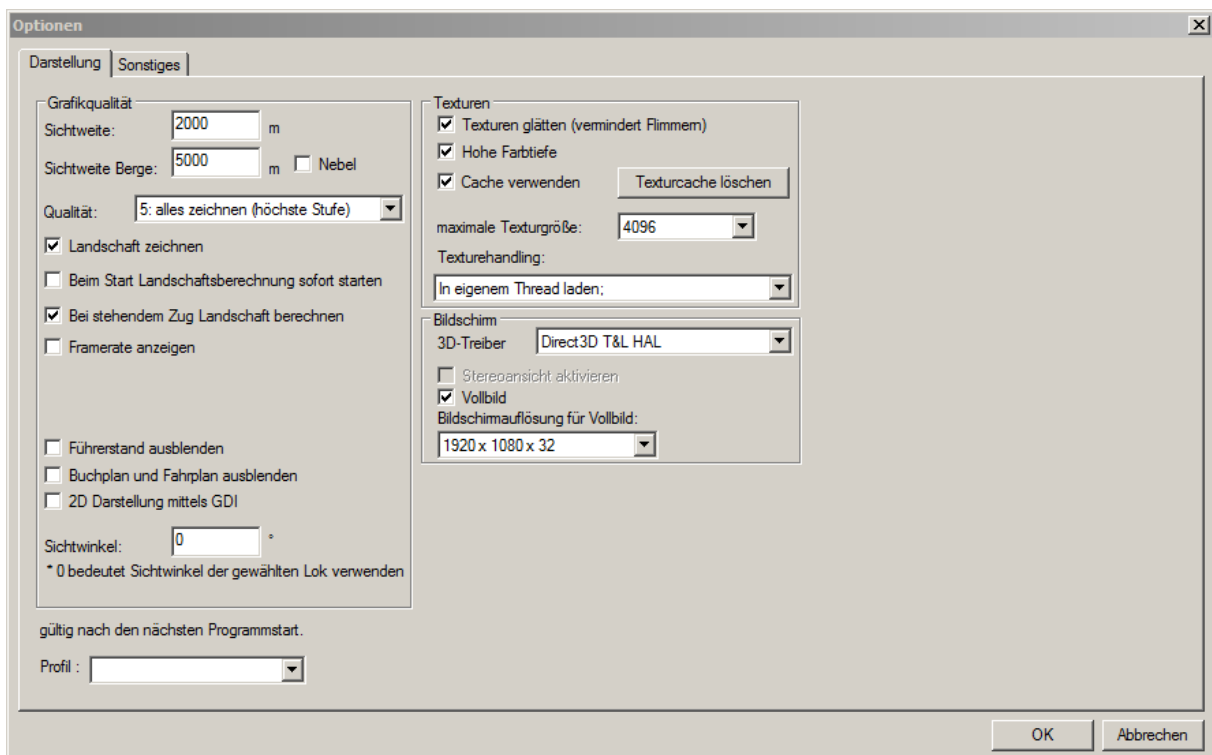 Optionen
Darstellung
Sonstiges
Grafikqualität
Sichtweite: 2000 m
Sichtweite Berge: 5000 m Nebel
Qualität: 5: alles zeichnen (höchste Stufe)
Landschaft zeichnen
Beim Start Landschaftsberechnung sofort starten
Bei stehendem Zug Landschaft berechnen
Framerate anzeigen
Führerstand ausblenden
Buchplan und Fahrplan ausblenden
2D Darstellung mittels GDI
Sichtwinkel: 0 °
* 0 bedeutet Sichtwinkel der gewählten Lok verwenden
Texturen
Texturen glätten (vermindert Flimmern)
Hohe Farbtiefe
Cache verwenden Texturcache löschen
maximale Texturgröße: 4096
Texturehandling:
In eigenem Thread laden;
Bildschirm
3D-Treiber Direct3D T&L HAL
Stereoansicht aktivieren
Vollbild
Bildschirmauflösung für Vollbild:
1920 x 1080 x 32
gültig nach den nächsten Programmstart.
Profil :
OK Abbrechen